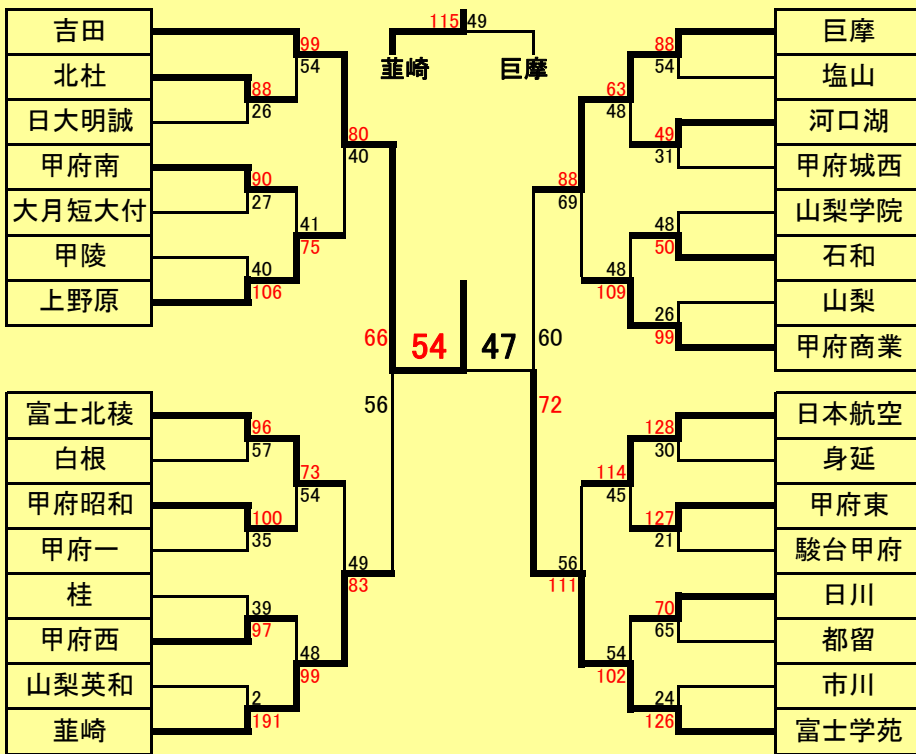 吉田
北杜
日大明誠
甲府南
大月短大付
甲陵
上野原
99
54
88
26
90
27
41
75
40
106
80
40
66
56
富士北稜
白根
甲府昭和
甲府一
桂
甲府西
山梨英和
韮崎
96
57
73
54
100
35
39
97
48
99
2
191
49
83
115 49
韮崎 巨摩
54 47
巨摩
塩山
河口湖
甲府城西
山梨学院
石和
山梨
甲府商業
88
54
63
48
49
31
88
69
48
50
48
109
26
99
60
72
日本航空
身延
甲府東
駿台甲府
日川
都留
市川
富士学苑
128
30
114
45
127
21
56
111
70
65
54
102
24
126